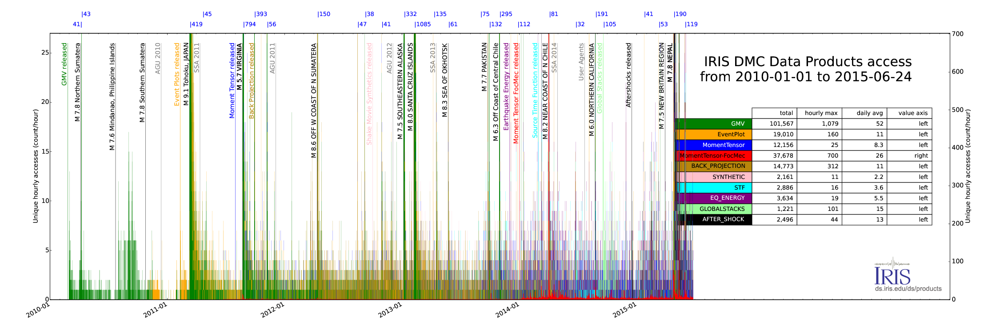 |43 |45 |393 |150 |38 |332 |135 |75 |295 |81 |191 |41 |190
41| |419 |794 |56 |47 |41 |1085 |61 |132 |112 |32 |105 |53 |119
GMV released
M 7.8 Northern Sumatera
M 7.6 Mindanao, Philippine Islands
M 7.8 Southern Sumatera
AGU 2010
Event Plots released
M 9.1 Tohoku, JAPAN
SSA 2011
Moment Tensor released
M 5.7 VIRGINIA
Back Projection released
AGU 2011
M 8.6 OFF W COAST OF N SUMATERA
Shake Movie Synthetics released
AGU 2012
M 7.5 SOUTHEASTERN ALASKA
M 8.0 SANTA CRUZ ISLANDS
SSA 2013
M 8.3 SEA OF OKHOTSK
M 7.7 PAKISTAN
M 6.3 Off Coast of Central Chile
Earthquake Energy released
Moment Tensor FocMec released
Source Time Function released
M 8.2 NEAR COAST OF N CHILE
SSA 2014
User Agents
M 6.0 NORTHERN CALIFORNIA
Global Stacks released
Aftershocks released
M 7.5 NEW BRITAIN REGION
M 7.8 NEPAL
IRIS DMC Data Products access
from 2010-01-01 to 2015-06-24
total hourly max daily avg value axis
GMV 101,567 1,079 52 left
EventPlot 19,010 160 11 left
MomentTensor 12,156 25 8.3 left
MomentTensor-FocMec 37,678 700 26 right
BACK_PROJECTION 14,773 312 11 left
SYNTHETIC 2,161 11 2.2 left
STF 2,886 16 3.6 left
EQ_ENERGY 3,634 19 5.5 left
GLOBALSTACKS 1,221 101 15 left
AFTER_SHOCK 2,496 44 13 left
Unique hourly accesses (count/hour)
25
20
15
10
5
0
Unique hourly accesses (count/hour)
700
600
500
400
300
200
100
0
2010-01 2011-01 2012-01 2013-01 2014-01 2015-01
IRIS
ds.iris.edu/ds/products